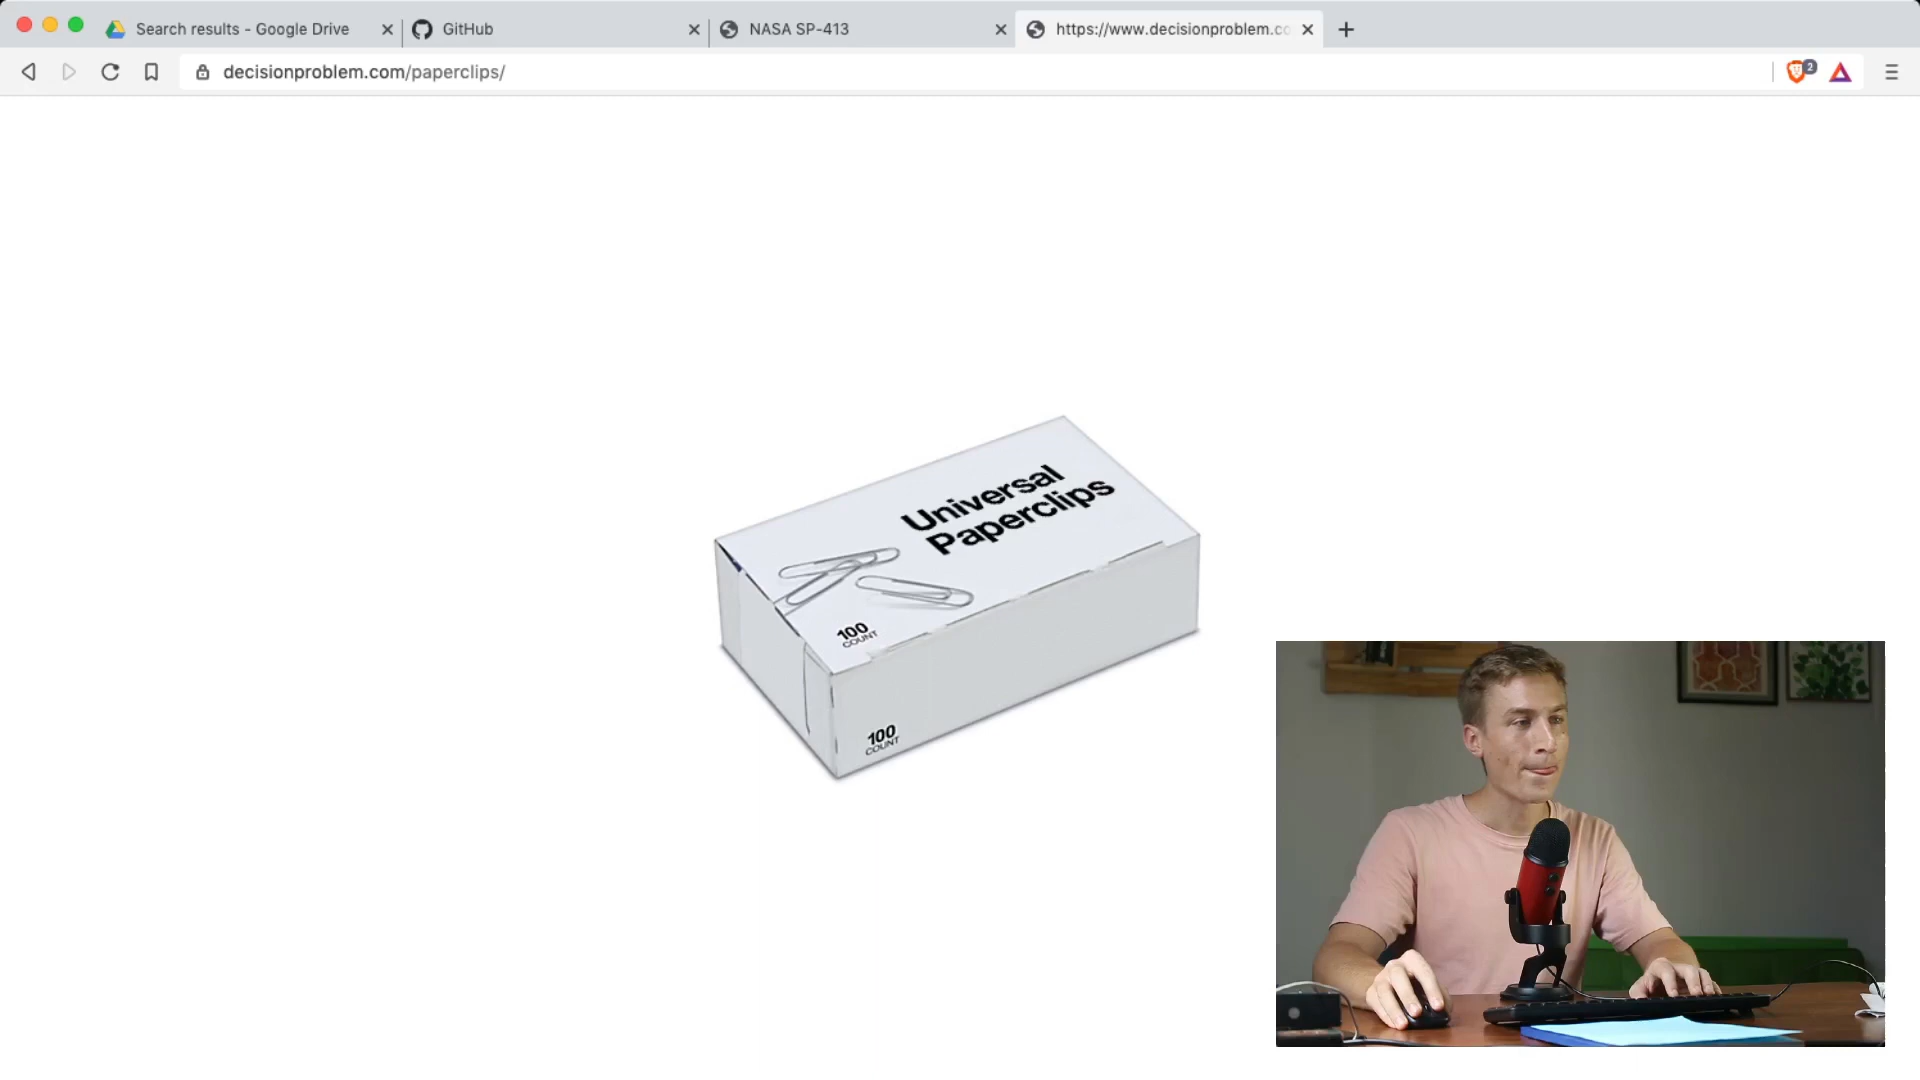 Search results - Google Drive
GitHub
NASA SP-413
https://www.decisionproblem.co
decisionproblem.com/paperclips/
2
Universal
Paperclips
100
COUNT
100
COUNT